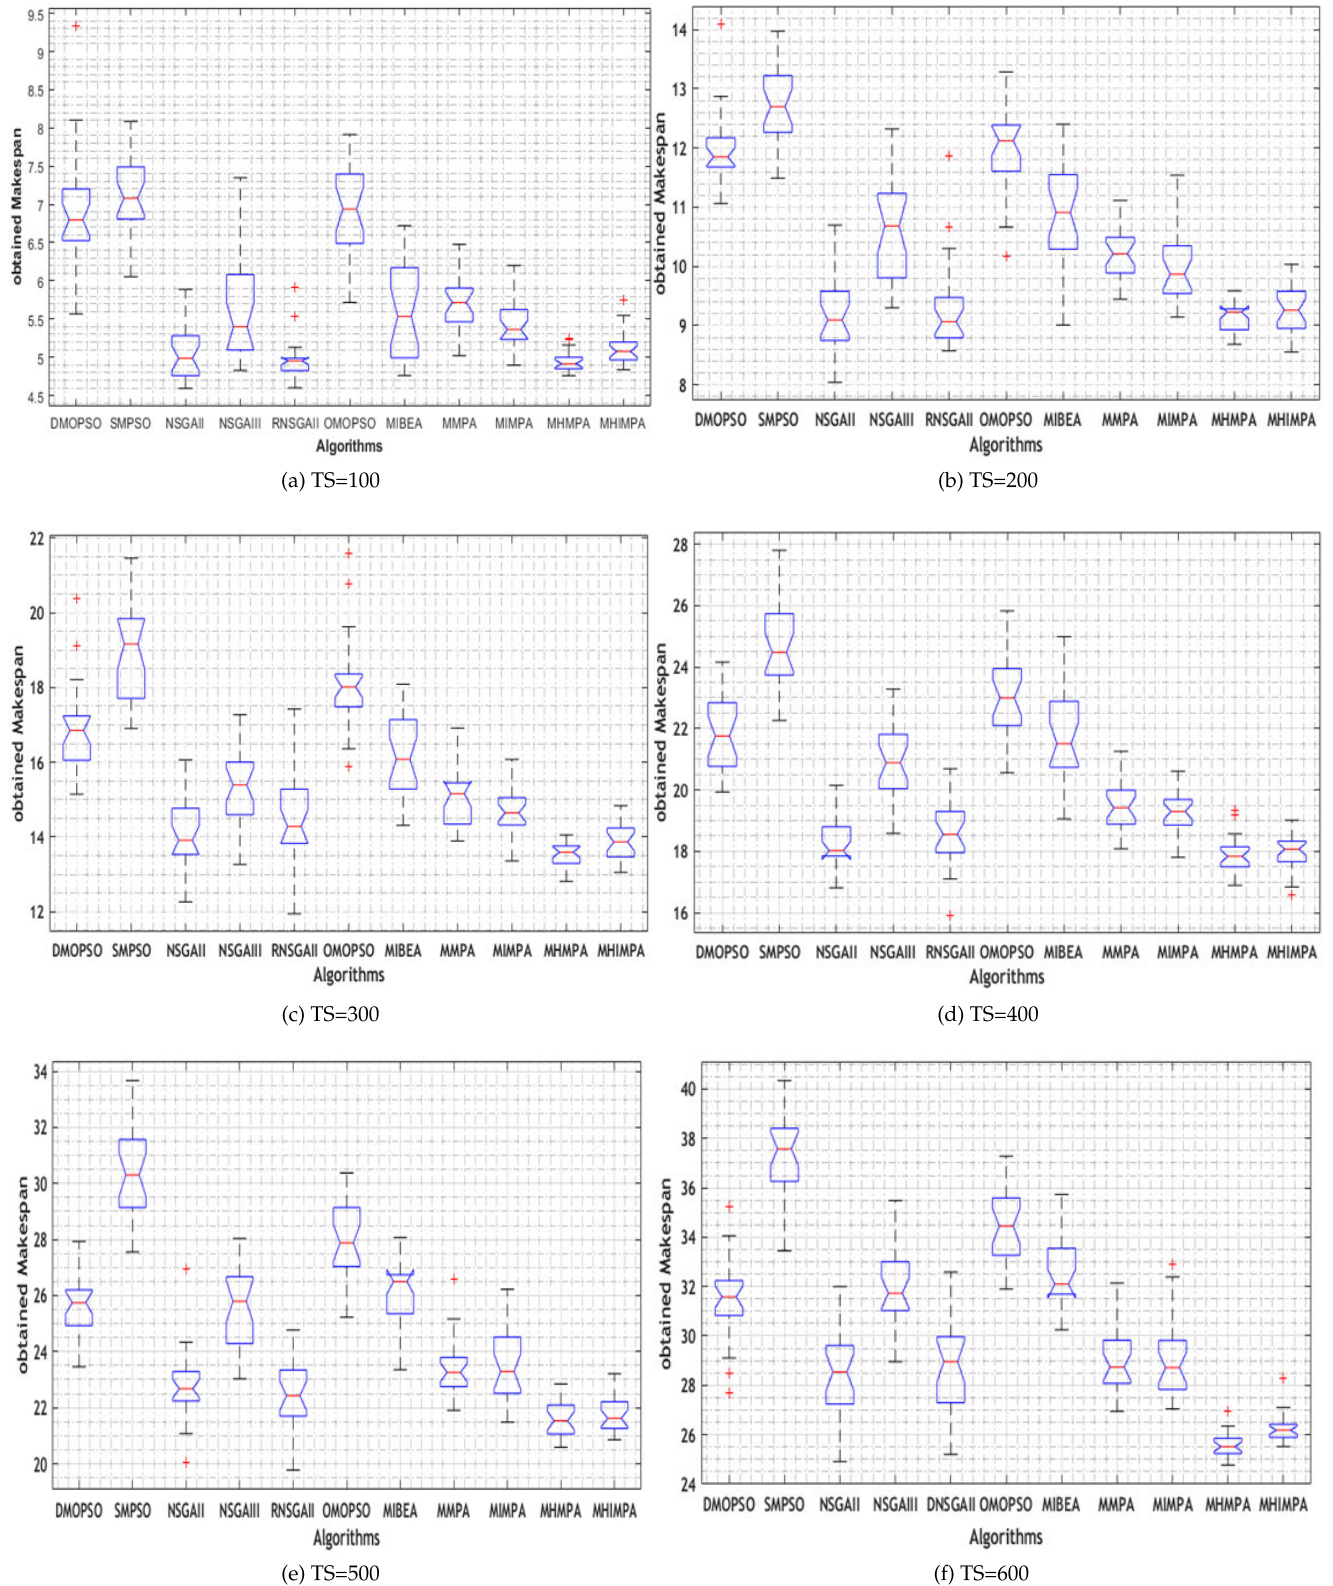 9.5
9
8.5
8
7.5
7
6.5
6
5.5
5
4.5
obtained Makespan
DMOPSO SMPSO NSGAII NSGAIII RNSGAII OMOPSO MIBEA MMPA MIMPA MHMPA MHIMPA
Algorithms
(a) TS=100
14
13
12
11
10
9
8
obtained Makespan
DMOPSO SMPSO NSGAII NSGAIII RNSGAII OMOPSO MIBEA MMPA MIMPA MHMPA MHIMPA
Algorithms
(b) TS=200
22
20
18
16
14
12
obtained Makespan
DMOPSO SMPSO NSGAII NSGAIII RNSGAII OMOPSO MIBEA MMPA MIMPA MHMPA MHIMPA
Algorithms
(c) TS=300
28
26
24
22
20
18
16
obtained Makespan
DMOPSO SMPSO NSGAII NSGAIII RNSGAII OMOPSO MIBEA MMPA MIMPA MHMPA MHIMPA
Algorithms
(d) TS=400
34
32
30
28
26
24
22
20
obtained Makespan
DMOPSO SMPSO NSGAII NSGAIII RNSGAII OMOPSO MIBEA MMPA MIMPA MHMPA MHIMPA
Algorithms
(e) TS=500
40
38
36
34
32
30
28
26
24
obtained Makespan
DMOPSO SMPSO NSGAII NSGAIII DNSGAII OMOPSO MIBEA MMPA MIMPA MHMPA MHIMPA
Algorithms
(f) TS=600